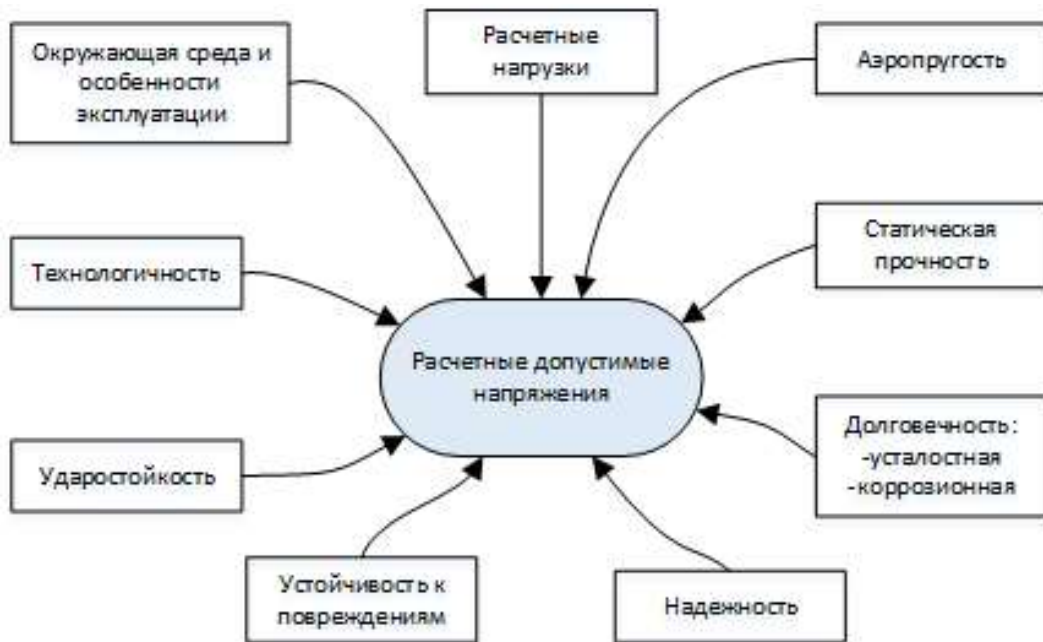 Окружающая среда и
особенности
эксплуатации
Расчетные
нагрузки
Аэропругость
Технологичность
Статическая
прочность
Расчетные допустимые
напряжения
Ударостойкость
Долговечность:
-усталостная
-коррозионная
Устойчивость к
повреждениям
Надежность